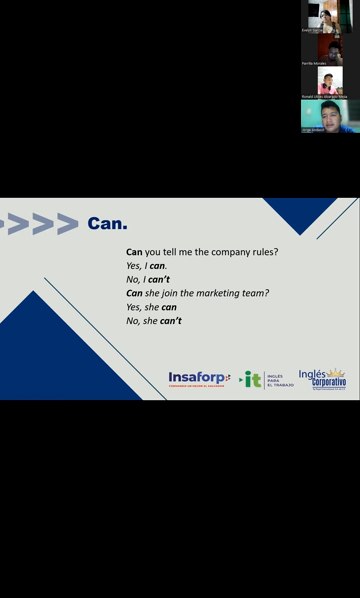 Can.
Can you tell me the company rules?
Yes, I can.
No, I can't
Can she join the marketing team?
Yes, she can
No, she can't
Insaforp
it
INGLÉS
PARA
EL TRABAJO
Inglés
Corporativo